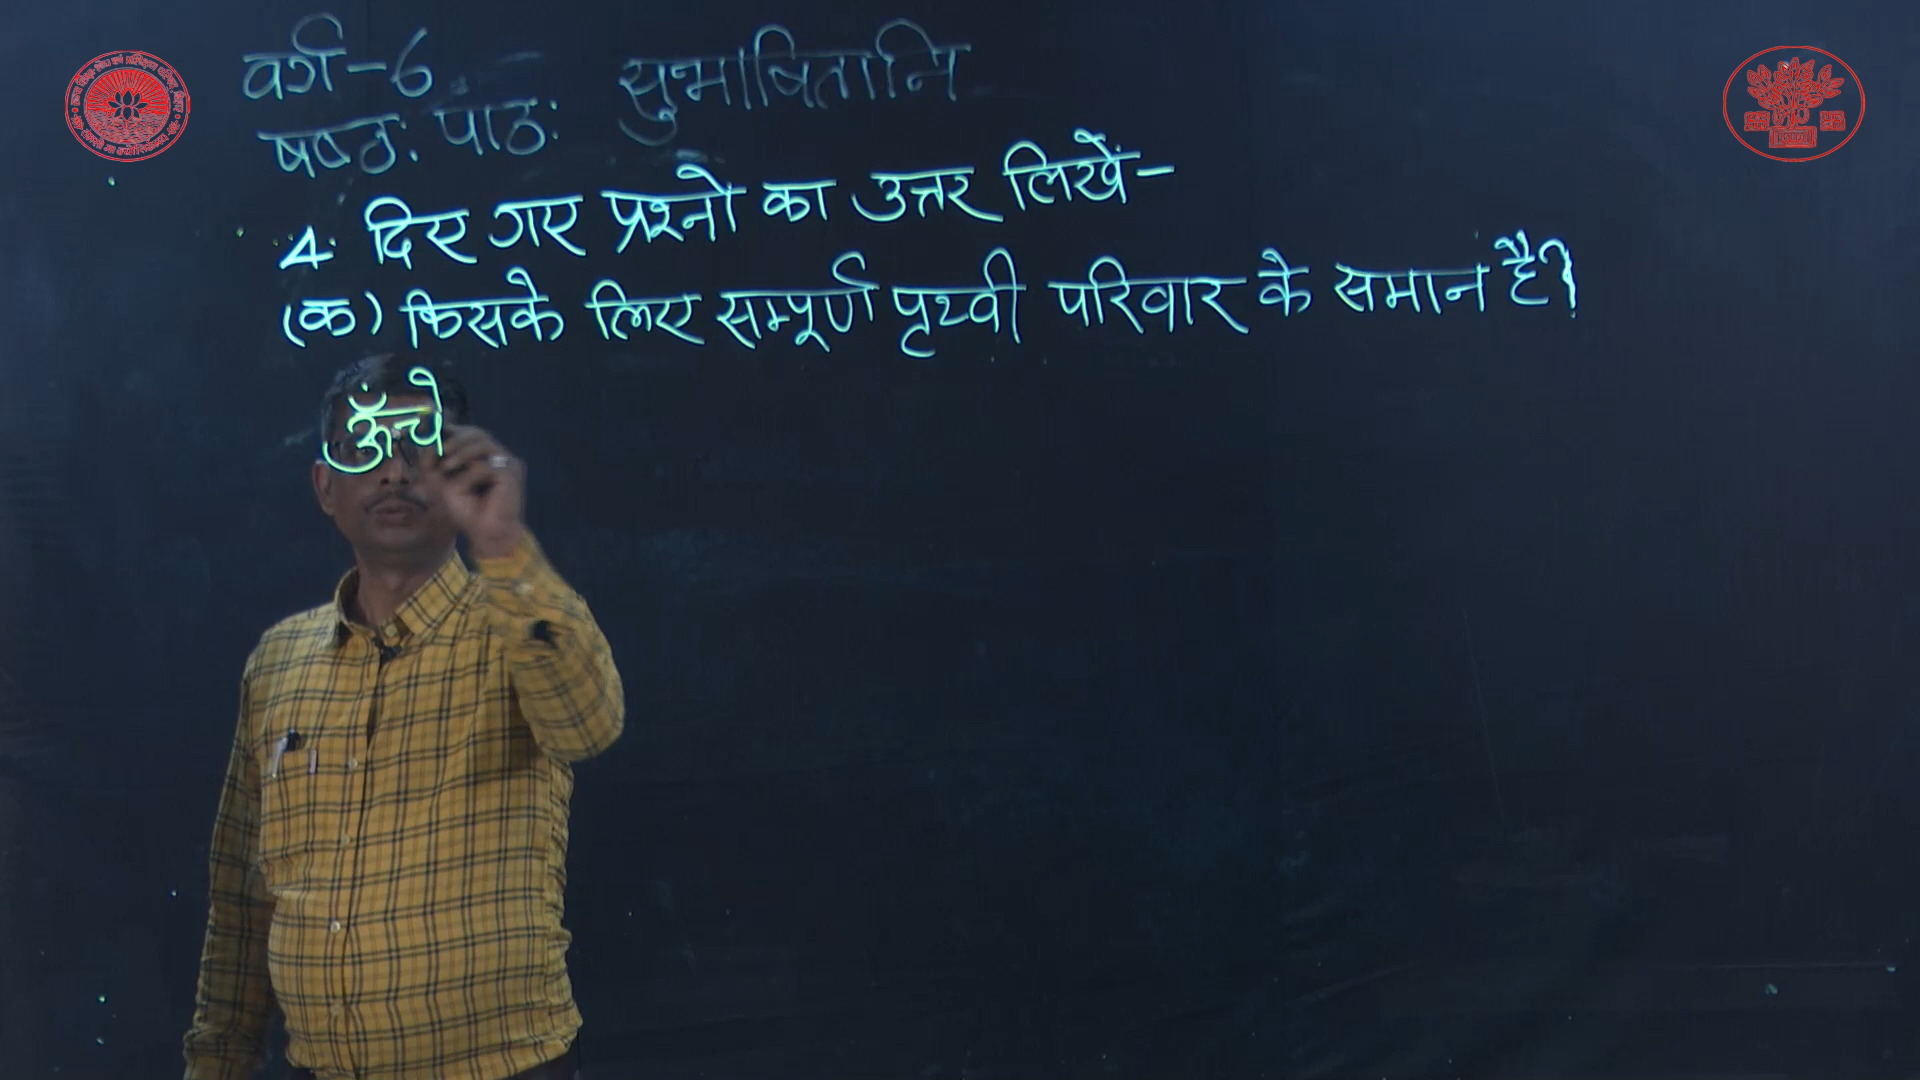 वर्ग-6
षष्ठ: पाठ: सुभाषितानि
4. दिए गए प्रश्नों का उत्तर लिखें-
(क) किसके लिए सम्पूर्ण पृथ्वी परिवार के समान है?
ऊँचे